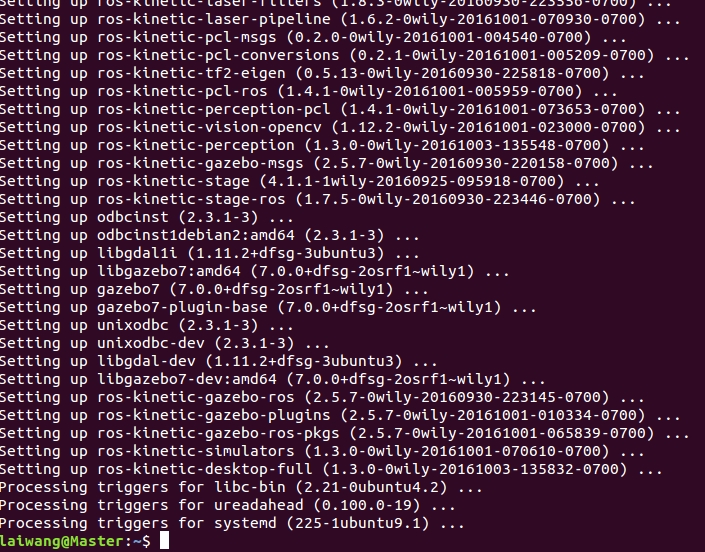 Setting up ros-kinetic-laser-filters (1.8.3-0wily-20160930-223556-0700) ...
Setting up ros-kinetic-laser-pipeline (1.6.2-0wily-20161001-070930-0700) ...
Setting up ros-kinetic-pcl-msgs (0.2.0-0wily-20161001-004540-0700) ...
Setting up ros-kinetic-pcl-conversions (0.2.1-0wily-20161001-005209-0700) ...
Setting up ros-kinetic-tf2-eigen (0.5.13-0wily-20160930-225818-0700) ...
Setting up ros-kinetic-pcl-ros (1.4.1-0wily-20161001-005959-0700) ...
Setting up ros-kinetic-perception-pcl (1.4.1-0wily-20161001-073653-0700) ...
Setting up ros-kinetic-vision-opencv (1.12.2-0wily-20161001-023000-0700) ...
Setting up ros-kinetic-perception (1.3.0-0wily-20161003-135548-0700) ...
Setting up ros-kinetic-gazebo-msgs (2.5.7-0wily-20160930-220158-0700) ...
Setting up ros-kinetic-stage (4.1.1-1wily-20160925-095918-0700) ...
Setting up ros-kinetic-stage-ros (1.7.5-0wily-20160930-223446-0700) ...
Setting up odbcinst (2.3.1-3) ...
Setting up odbcinst1debian2:amd64 (2.3.1-3) ...
Setting up libgdal1i (1.11.2+dfsg-3ubuntu3) ...
Setting up libgazebo7:amd64 (7.0.0+dfsg-2osrf1~wily1) ...
Setting up gazebo7 (7.0.0+dfsg-2osrf1~wily1) ...
Setting up gazebo7-plugin-base (7.0.0+dfsg-2osrf1~wily1) ...
Setting up unixodbc (2.3.1-3) ...
Setting up unixodbc-dev (2.3.1-3) ...
Setting up libgdal-dev (1.11.2+dfsg-3ubuntu3) ...
Setting up libgazebo7-dev:amd64 (7.0.0+dfsg-2osrf1~wily1) ...
Setting up ros-kinetic-gazebo-ros (2.5.7-0wily-20160930-223145-0700) ...
Setting up ros-kinetic-gazebo-plugins (2.5.7-0wily-20161001-010334-0700) ...
Setting up ros-kinetic-gazebo-ros-pkgs (2.5.7-0wily-20161001-065839-0700) ...
Setting up ros-kinetic-simulators (1.3.0-0wily-20161001-070610-0700) ...
Setting up ros-kinetic-desktop-full (1.3.0-0wily-20161003-135832-0700) ...
Processing triggers for libc-bin (2.21-0ubuntu4.2) ...
Processing triggers for ureadahead (0.100.0-19) ...
Processing triggers for systemd (225-1ubuntu9.1) ...
laiwang@Master:~$